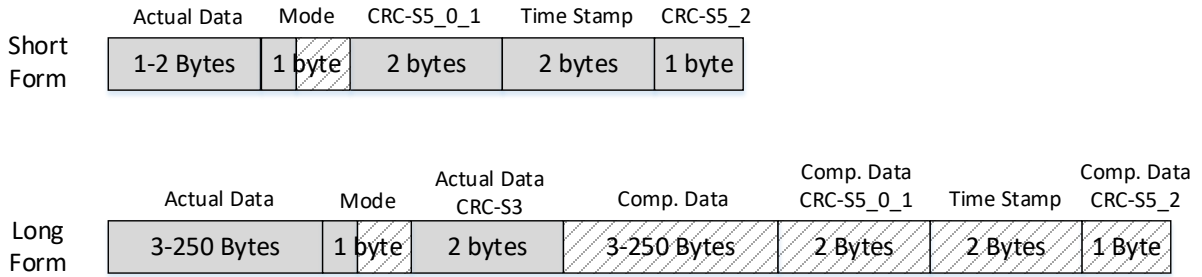 Actual Data Mode CRC-S5_0_1 Time Stamp CRC-S5_2
Short
Form
1-2 Bytes 1 byte 2 bytes 2 bytes 1 byte
Actual Data Mode Actual Data
CRC-S3 Comp. Data Comp. Data
CRC-S5_0_1 Time Stamp Comp. Data
CRC-S5_2
Long
Form
3-250 Bytes 1 byte 2 bytes 3-250 Bytes 2 Bytes 2 Bytes 1 Byte